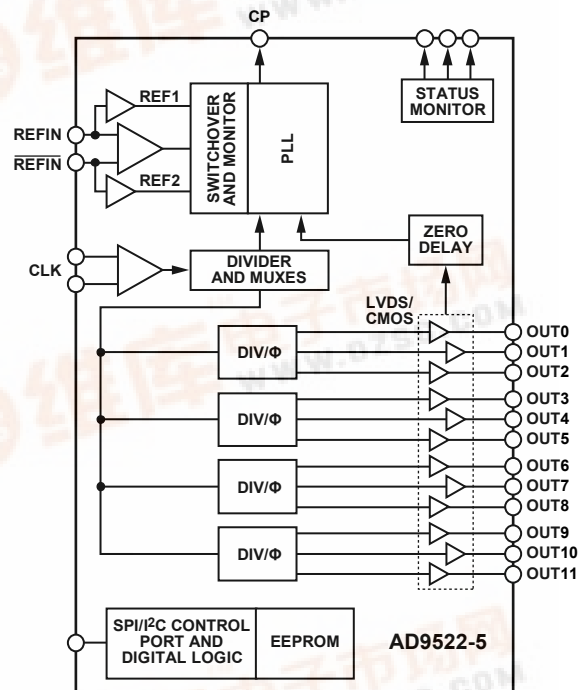 CP
REF1
REFIN
REFIN
REF2
SWITCHOVER
AND MONITOR
PLL
STATUS
MONITOR
CLK
DIVIDER
AND MUXES
ZERO
DELAY
LVDS/
CMOS
DIV/Φ
OUT0
OUT1
OUT2
DIV/Φ
OUT3
OUT4
OUT5
DIV/Φ
OUT6
OUT7
OUT8
DIV/Φ
OUT9
OUT10
OUT11
SPI/I²C CONTROL
PORT AND
DIGITAL LOGIC
EEPROM
AD9522-5